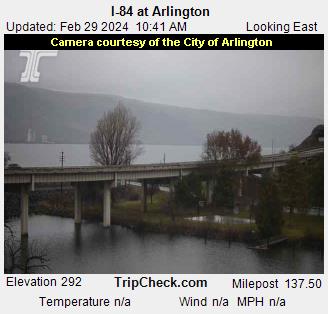 I-84 at Arlington
Updated: Feb 29 2024 10:41 AM Looking East
Camera courtesy of the City of Arlington
Elevation 292 TripCheck.com Milepost 137.50
Temperature n/a Wind n/a MPH n/a